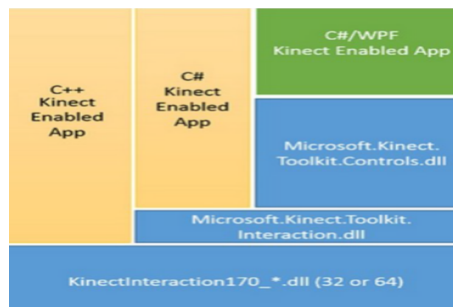 C++
Kinect
Enabled
App
C#
Kinect
Enabled
App
C#/WPF
Kinect Enabled App
Microsoft.Kinect.
Toolkit.Controls.dll
Microsoft.Kinect.Toolkit.
Interaction.dll
KinectInteraction170_*.dll (32 or 64)